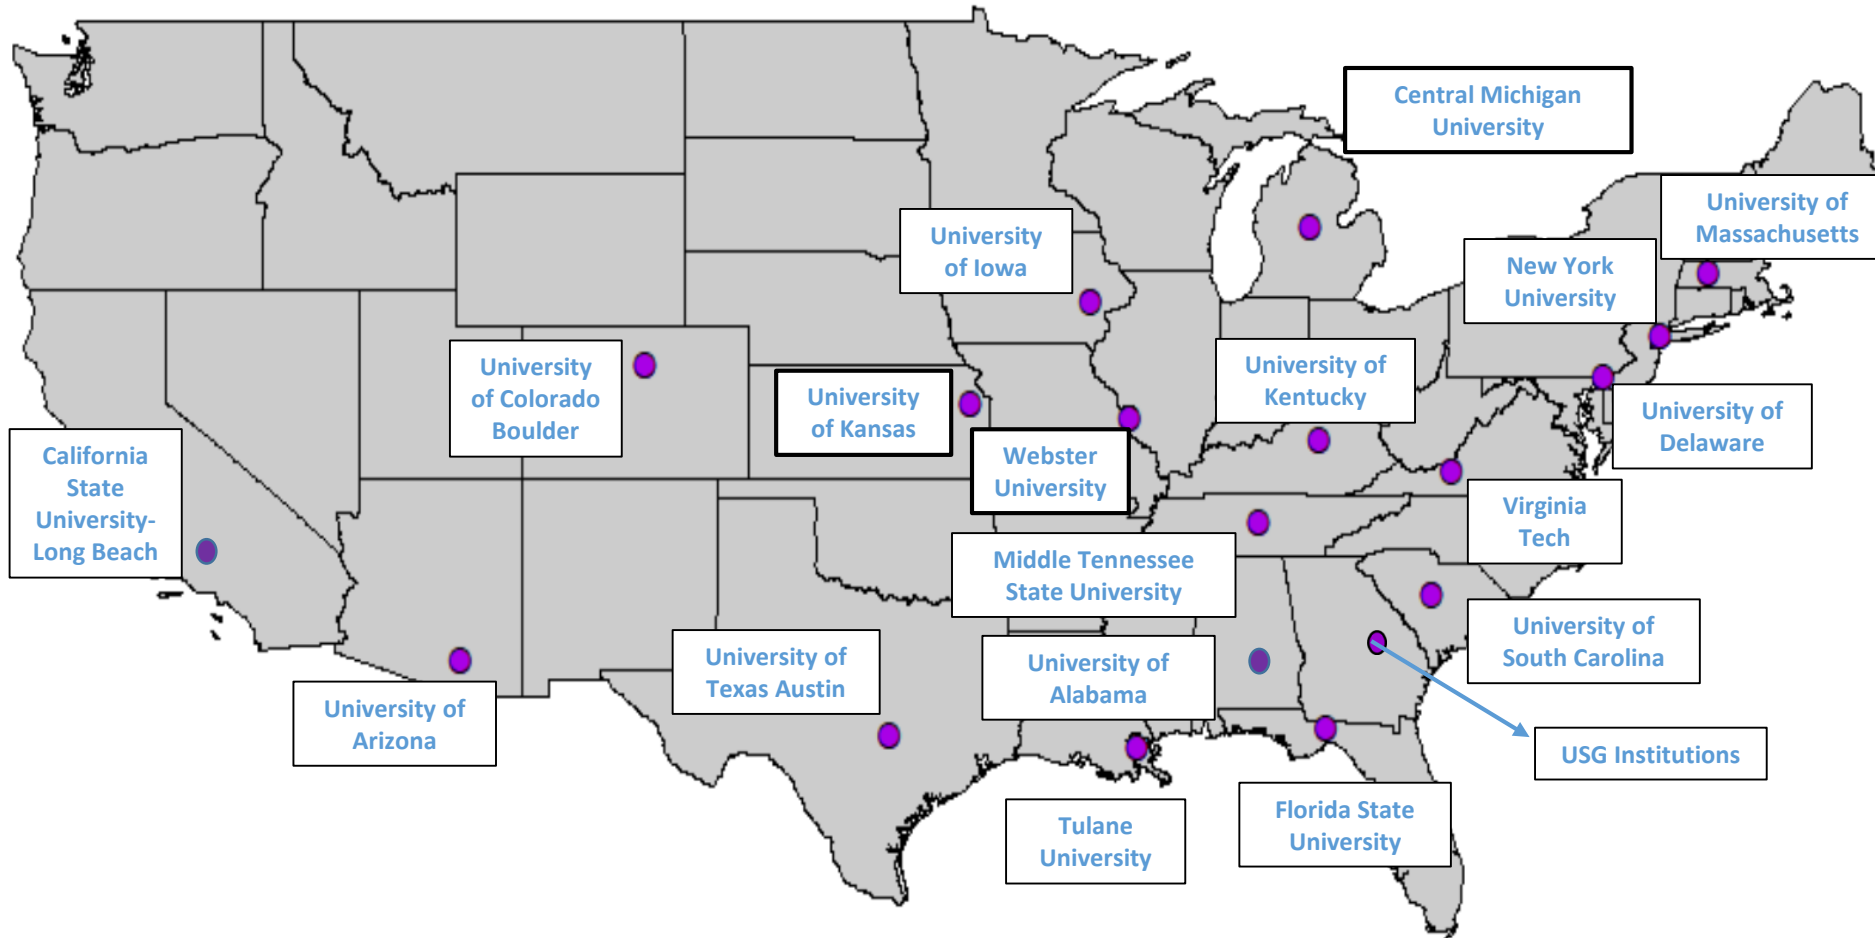 Central Michigan
University
University of
Massachusetts
University
of Iowa
New York
University
University
of Colorado
Boulder
University
of Kansas
University of
Kentucky
University of
Delaware
California
State
University-
Long Beach
Webster
University
Virginia
Tech
Middle Tennessee
State University
University of
South Carolina
University of
Texas Austin
University of
Alabama
University of
Arizona
USG Institutions
Tulane
University
Florida State
University